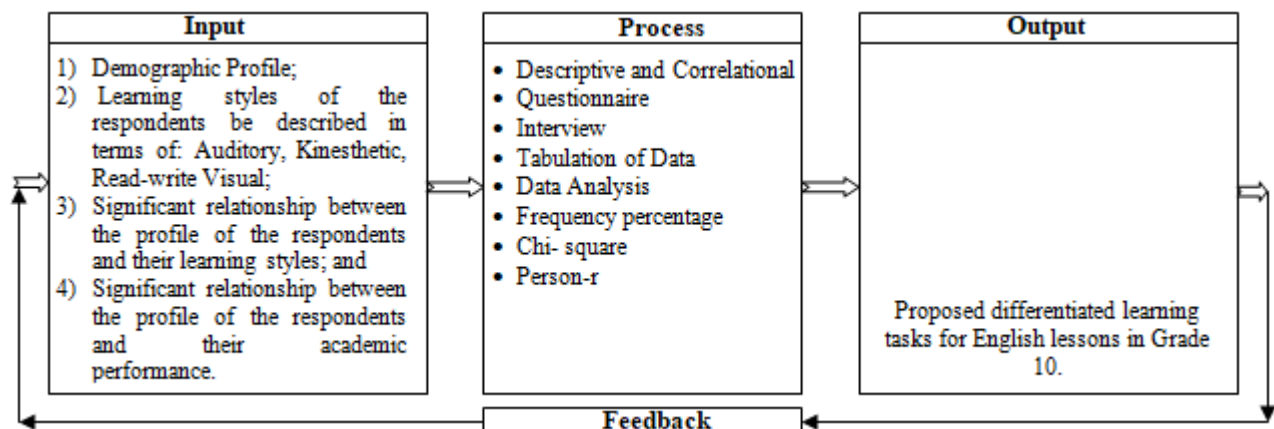 Input
1) Demographic Profile;
2) Learning styles of the
respondents be described in
terms of: Auditory, Kinesthetic,
Read-write Visual;
3) Significant relationship between
the profile of the respondents
and their learning styles; and
4) Significant relationship between
the profile of the respondents
and their academic
performance.
Process
• Descriptive and Correlational
• Questionnaire
• Interview
• Tabulation of Data
• Data Analysis
• Frequency percentage
• Chi- square
• Person-r
Output
Proposed differentiated learning
tasks for English lessons in Grade
10.
Feedback